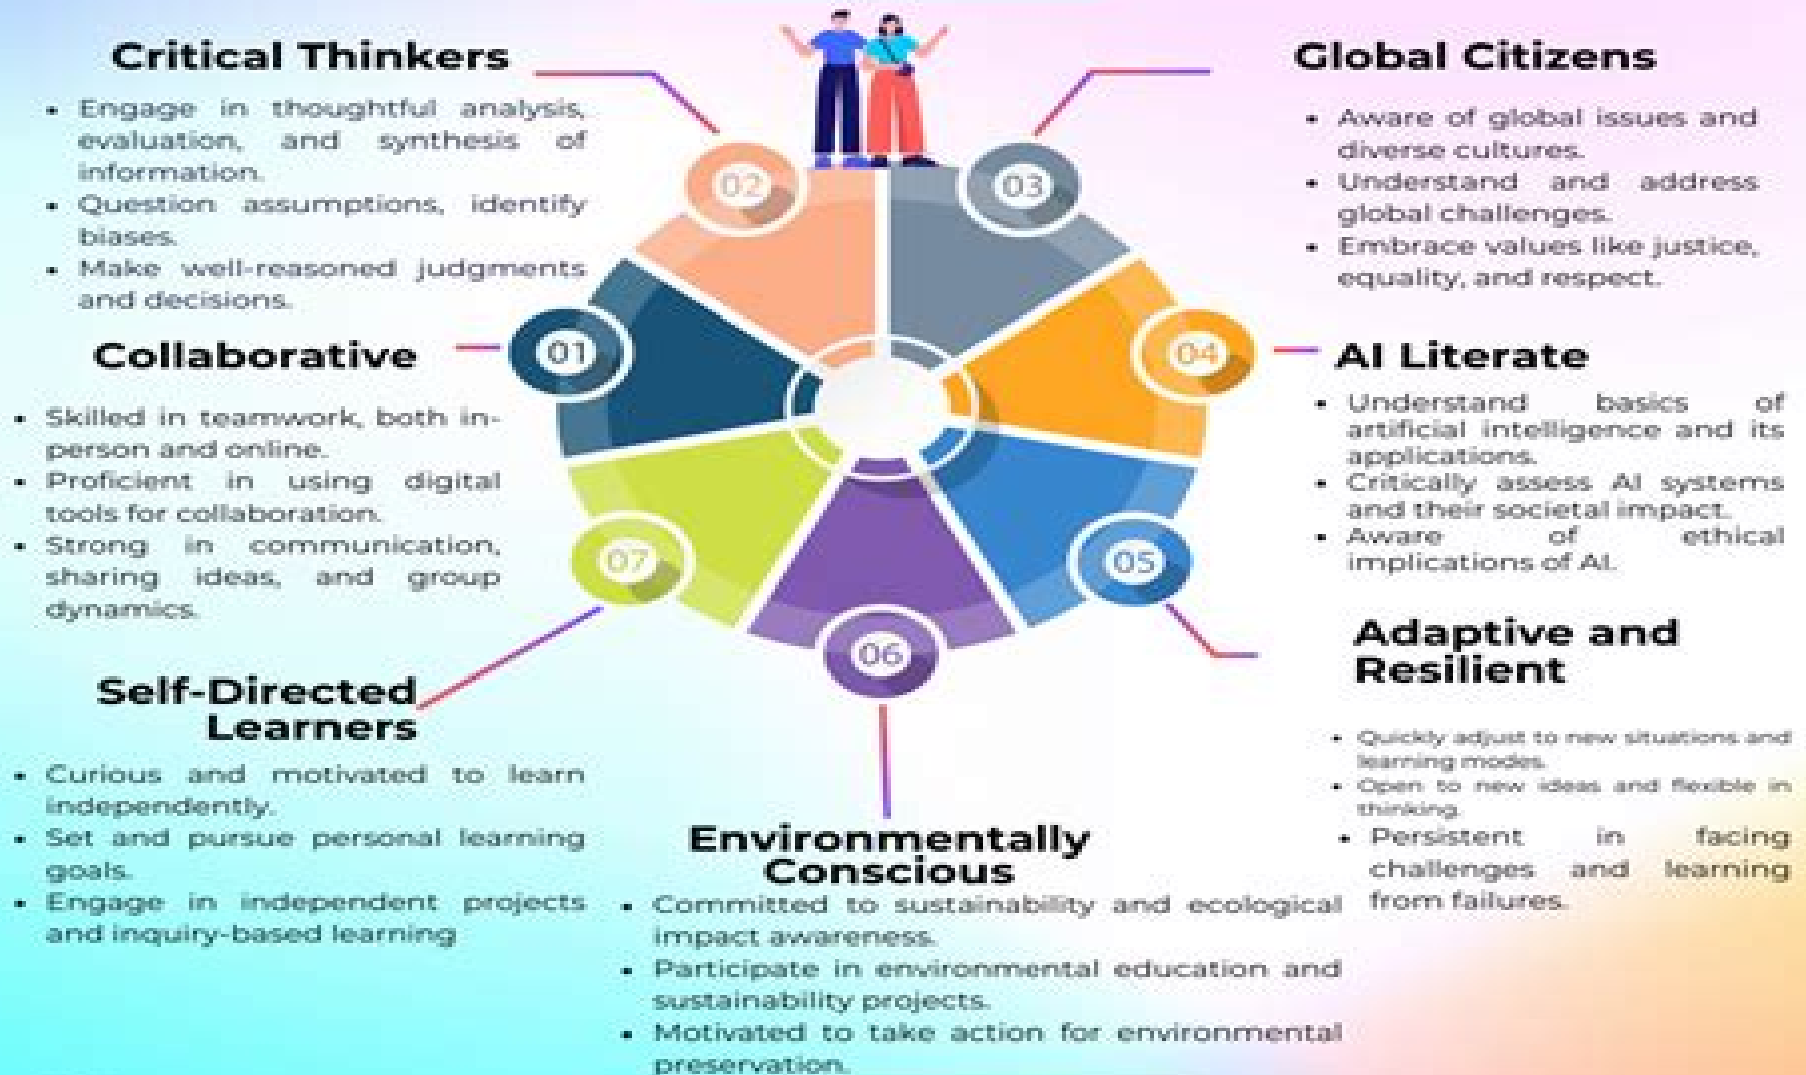 Critical Thinkers
• Engage in thoughtful analysis,
evaluation, and synthesis of
information.
• Question assumptions, identify
biases.
• Make well-reasoned judgments
and decisions.
02
03
Global Citizens
• Aware of global issues and
diverse cultures.
• Understand and address
global challenges.
• Embrace values like justice,
equality, and respect.
Collaborative
01
• Skilled in teamwork, both in-
person and online.
• Proficient in using digital
tools for collaboration.
• Strong in communication,
sharing ideas, and group
dynamics.
04
AI Literate
• Understand basics of
artificial intelligence and its
applications.
• Critically assess AI systems
and their societal impact.
• Aware of ethical
implications of AI.
07
05
06
Self-Directed
Learners
• Curious and motivated to learn
independently.
• Set and pursue personal learning
goals.
• Engage in independent projects
and inquiry-based learning
Adaptive and
Resilient
• Quickly adjust to new situations and
learning modes.
• Open to new ideas and flexible in
thinking.
• Persistent in facing
challenges and learning
from failures.
Environmentally
Conscious
• Committed to sustainability and ecological
impact awareness.
• Participate in environmental education and
sustainability projects.
• Motivated to take action for environmental
preservation.